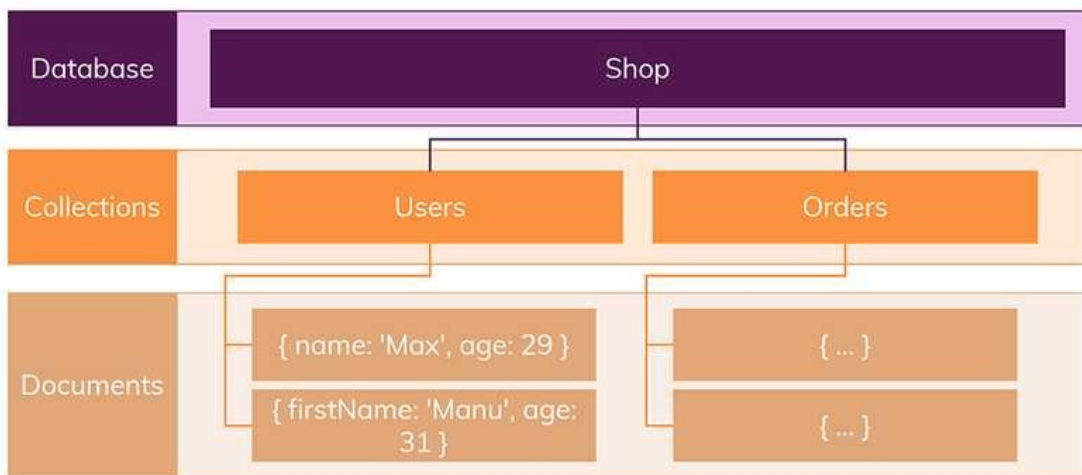 Database
Shop
Collections
Users
Orders
Documents
{ name: 'Max', age: 29 }
{ ... }
{ firstName: 'Manu', age:
31 }
{ ... }